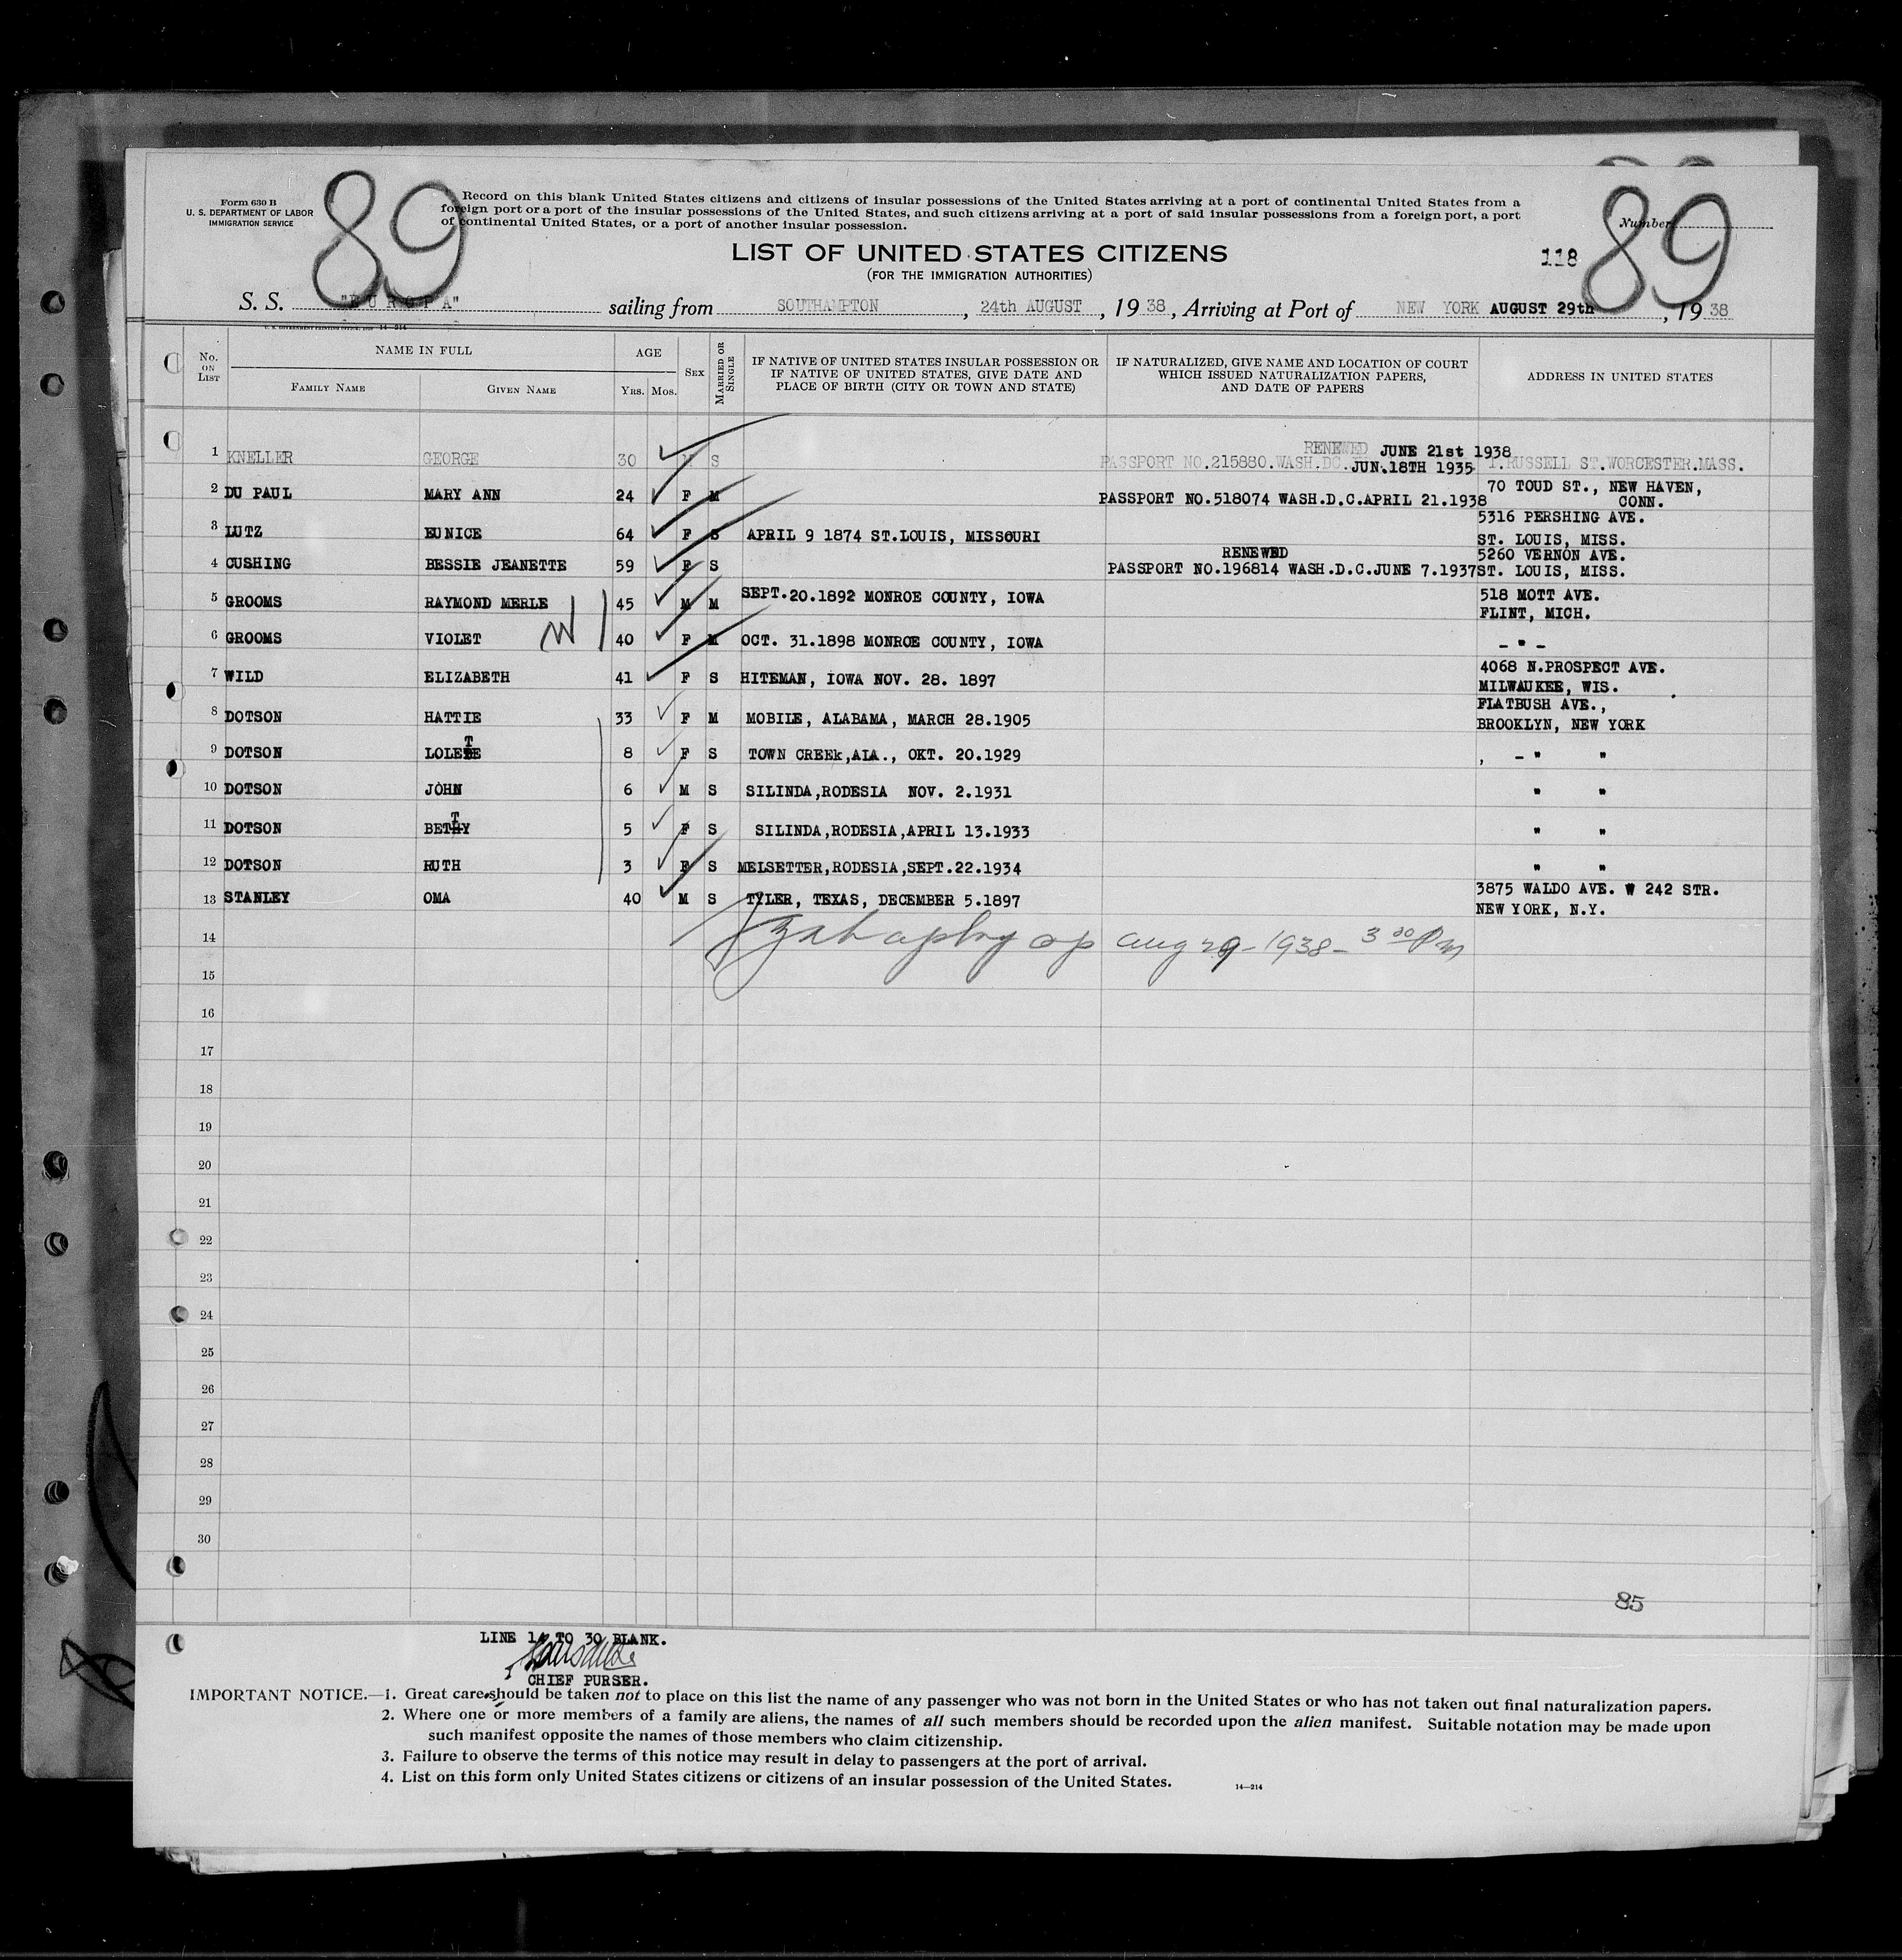 Form 630 B
U. S. DEPARTMENT OF LABOR
IMMIGRATION SERVICE
89
Record on this blank United States citizens and citizens of insular possessions of the United States arriving at a port of continental United States from a
foreign port or a port of the insular possessions of the United States, and such citizens arriving at a port of said insular possessions from a foreign port, a port
of continental United States, or a port of another insular possession.
Number
89
LIST OF UNITED STATES CITIZENS
(FOR THE IMMIGRATION AUTHORITIES)
118
S. S. "EUROPA" sailing from SOUTHAMPTON, 24th AUGUST, 1938, Arriving at Port of NEW YORK AUGUST 29th, 1938
No. ON LIST
NAME IN FULL
FAMILY NAME
GIVEN NAME
AGE
Yrs. Mos.
SEX
MARRIED OR SINGLE
IF NATIVE OF UNITED STATES INSULAR POSSESSION OR
IF NATIVE OF UNITED STATES, GIVE DATE AND
PLACE OF BIRTH (CITY OR TOWN AND STATE)
IF NATURALIZED, GIVE NAME AND LOCATION OF COURT
WHICH ISSUED NATURALIZATION PAPERS,
AND DATE OF PAPERS
ADDRESS IN UNITED STATES
RENEWED JUNE 21st 1938
1 KNELLER GEORGE 30 M S PASSPORT NO.215880.WASH.DC. JUN.18TH 1935 1.RUSSELL ST.WORCESTER.MASS.
2 DU PAUL MARY ANN 24 F M PASSPORT NO.518074 WASH.D.C.APRIL 21.1938 70 TOUD ST., NEW HAVEN,
CONN.
3 LUTZ EUNICE 64 F S APRIL 9 1874 ST.LOUIS, MISSOURI 5316 PERSHING AVE.
ST. LOUIS, MISS.
RENEWED
4 CUSHING BESSIE JEANETTE 59 F S PASSPORT NO.196814 WASH.D.C.JUNE 7.1937 5260 VERNON AVE.
ST. LOUIS, MISS.
5 GROOMS RAYMOND MERLE 45 M M SEPT.20.1892 MONROE COUNTY, IOWA 518 MOTT AVE.
FLINT, MICH.
6 GROOMS VIOLET 40 F M OCT. 31.1898 MONROE COUNTY, IOWA – " –
7 WILD ELIZABETH 41 F S HITEMAN, IOWA NOV. 28. 1897 4068 N.PROSPECT AVE.
MILWAUKEE, WIS.
8 DOTSON HATTIE 33 F M MOBILE, ALABAMA, MARCH 28.1905 FLATBUSH AVE.,
BROOKLYN, NEW YORK
9 DOTSON LOLETTE 8 F S TOWN CREEk,ALA., OKT. 20.1929 , – " "
10 DOTSON JOHN 6 M S SILINDA,RODESIA NOV. 2.1931 " "
11 DOTSON BETTY 5 F S SILINDA,RODESIA,APRIL 13.1933 " "
12 DOTSON RUTH 3 F S MELSETTER,RODESIA,SEPT.22.1934 " "
13 STANLEY OMA 40 M S TYLER, TEXAS, DECEMBER 5.1897 3875 WALDO AVE. W 242 STR.
NEW YORK, N.Y.
14 Aug 29-1938- 3 00 Pm
15
16
17
18
19
20
21
22
23
24
25
26
27
28
29
30
85
LINE 14 TO 30 BLANK.
CHIEF PURSER.
IMPORTANT NOTICE.—1. Great care should be taken not to place on this list the name of any passenger who was not born in the United States or who has not taken out final naturalization papers.
2. Where one or more members of a family are aliens, the names of all such members should be recorded upon the alien manifest. Suitable notation may be made upon
such manifest opposite the names of those members who claim citizenship.
3. Failure to observe the terms of this notice may result in delay to passengers at the port of arrival.
4. List on this form only United States citizens or citizens of an insular possession of the United States.
14—214